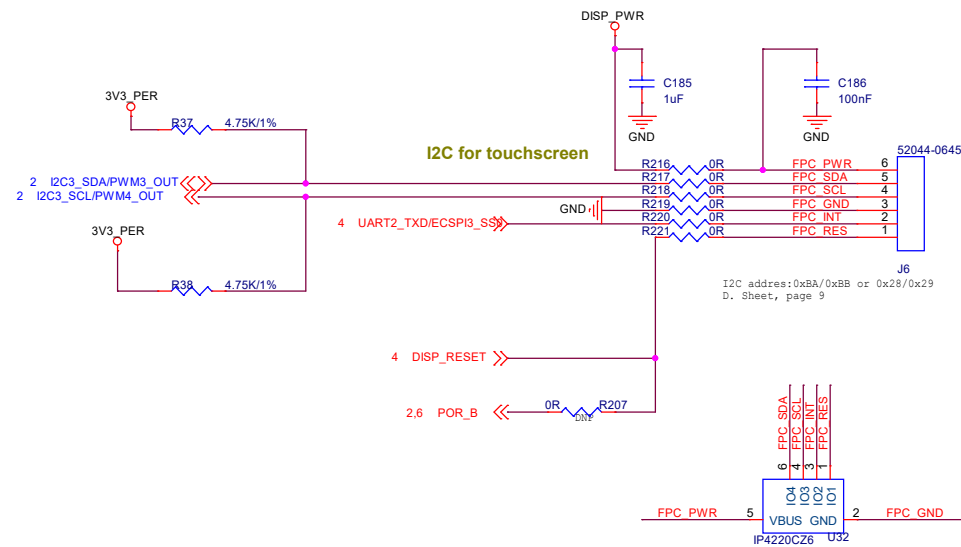 DISP_PWR
C185
1uF
GND
C186
100nF
GND
3V3_PER
R37 4.75K/1%
I2C for touchscreen
52044-0645
2 I2C3_SDA/PWM3_OUT
2 I2C3_SCL/PWM4_OUT
R216 0R FPC_PWR 6
R217 0R FPC_SDA 5
R218 0R FPC_SCL 4
GND R219 0R FPC_GND 3
4 UART2_TXD/ECSPI3_SS0 R220 0R FPC_INT 2
R221 0R FPC_RES 1
3V3_PER
R38 4.75K/1%
J6
I2C addres:0xBA/0xBB or 0x28/0x29
D. Sheet, page 9
4 DISP_RESET
2,6 POR_B 0R R207
DNP
FPC_SDA
FPC_SCL
FPC_INT
FPC_RES
6 4 3 1
IO4 IO3 IO2 IO1
FPC_PWR 5 VBUS GND 2 FPC_GND
IP4220CZ6 U32